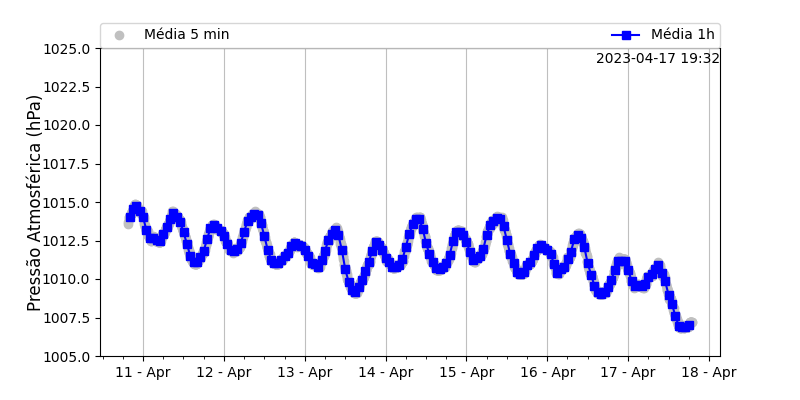 Média 5 min
Média 1h
2023-04-17 19:32
Pressão Atmosférica (hPa)
1025.0
1022.5
1020.0
1017.5
1015.0
1012.5
1010.0
1007.5
1005.0
11 - Apr
12 - Apr
13 - Apr
14 - Apr
15 - Apr
16 - Apr
17 - Apr
18 - Apr